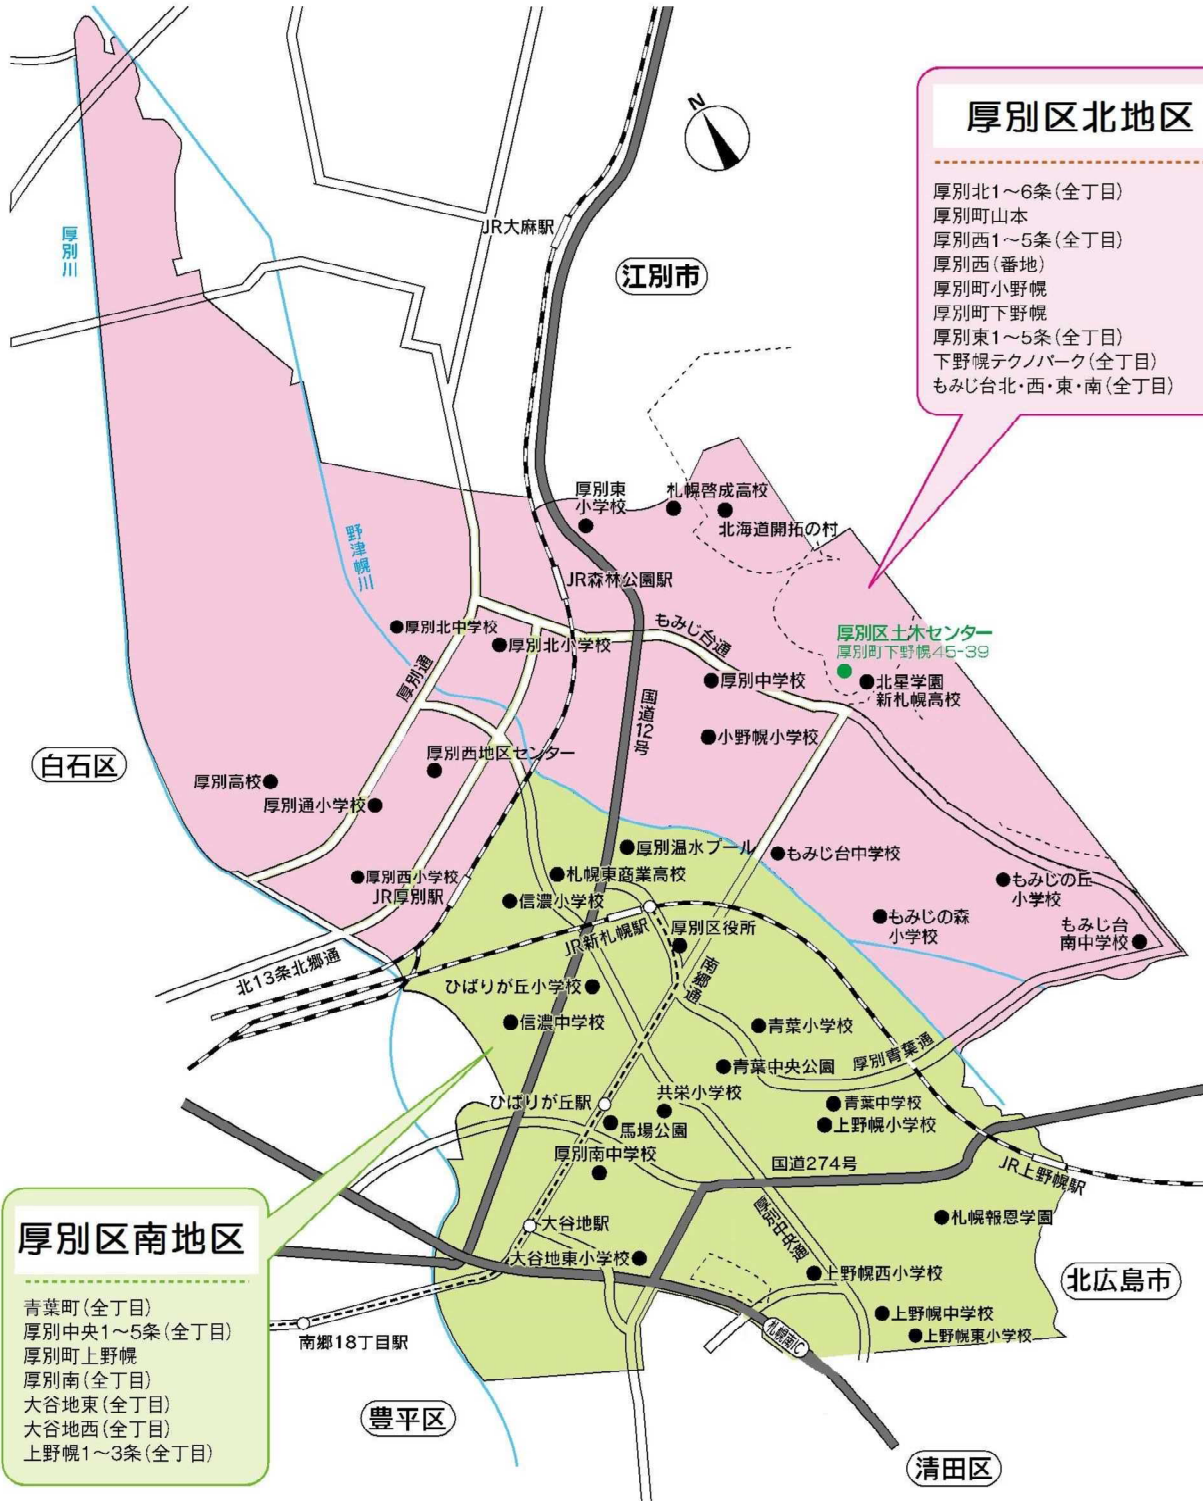 N
厚別区北地区
厚別北1～6条(全丁目)
厚別町山本
厚別西1～5条(全丁目)
厚別西(番地)
厚別町小野幌
厚別町下野幌
厚別東1～5条(全丁目)
下野幌テクノパーク(全丁目)
もみじ台北・西・東・南(全丁目)
厚別川
JR大麻駅
江別市
野津幌川
厚別東
小学校
札幌啓成高校
北海道開拓の村
JR森林公園駅
もみじ台通
厚別北中学校
厚別北小学校
厚別通
厚別区土木センター
厚別町下野幌45-39
厚別中学校
北星学園
新札幌高校
国道12号
小野幌小学校
白石区
厚別西地区センター
厚別高校
厚別通小学校
厚別温水プール
もみじ台中学校
厚別西小学校
JR厚別駅
札幌東商業高校
信濃小学校
もみじの丘
小学校
もみじの森
小学校
もみじ台
南中学校
JR新札幌駅
厚別区役所
北13条北郷通
南郷通
ひばりが丘小学校
信濃中学校
青葉小学校
厚別青葉通
青葉中央公園
ひばりが丘駅
共栄小学校
青葉中学校
馬場公園
上野幌小学校
厚別南中学校
国道274号
JR上野幌駅
厚別中央通
大谷地駅
札幌報恩学園
大谷地東小学校
上野幌西小学校
北広島市
上野幌中学校
上野幌東小学校
札幌南IC
南郷18丁目駅
豊平区
清田区
厚別区南地区
青葉町(全丁目)
厚別中央1～5条(全丁目)
厚別町上野幌
厚別南(全丁目)
大谷地東(全丁目)
大谷地西(全丁目)
上野幌1～3条(全丁目)